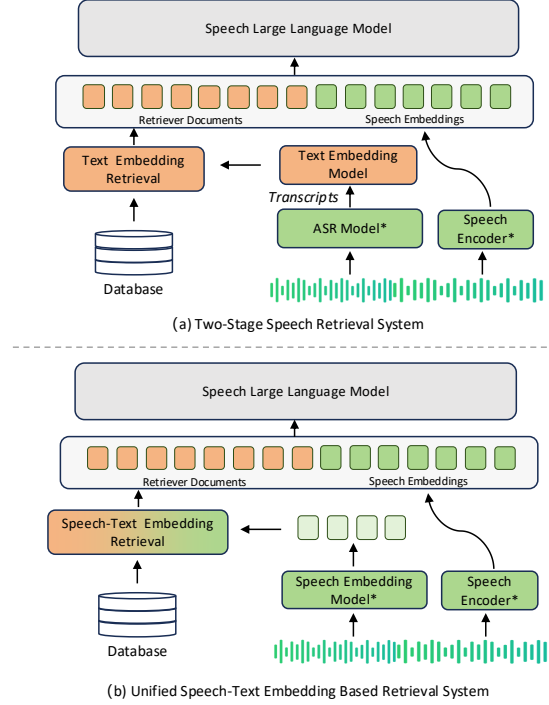 Speech Large Language Model
Retriever Documents
Speech Embeddings
Text Embedding
Retrieval
Text Embedding
Model
Transcripts
ASR Model*
Speech
Encoder*
Database
(a) Two-Stage Speech Retrieval System
Speech Large Language Model
Retriever Documents
Speech Embeddings
Speech-Text Embedding
Retrieval
Speech Embedding
Model*
Speech
Encoder*
Database
(b) Unified Speech-Text Embedding Based Retrieval System